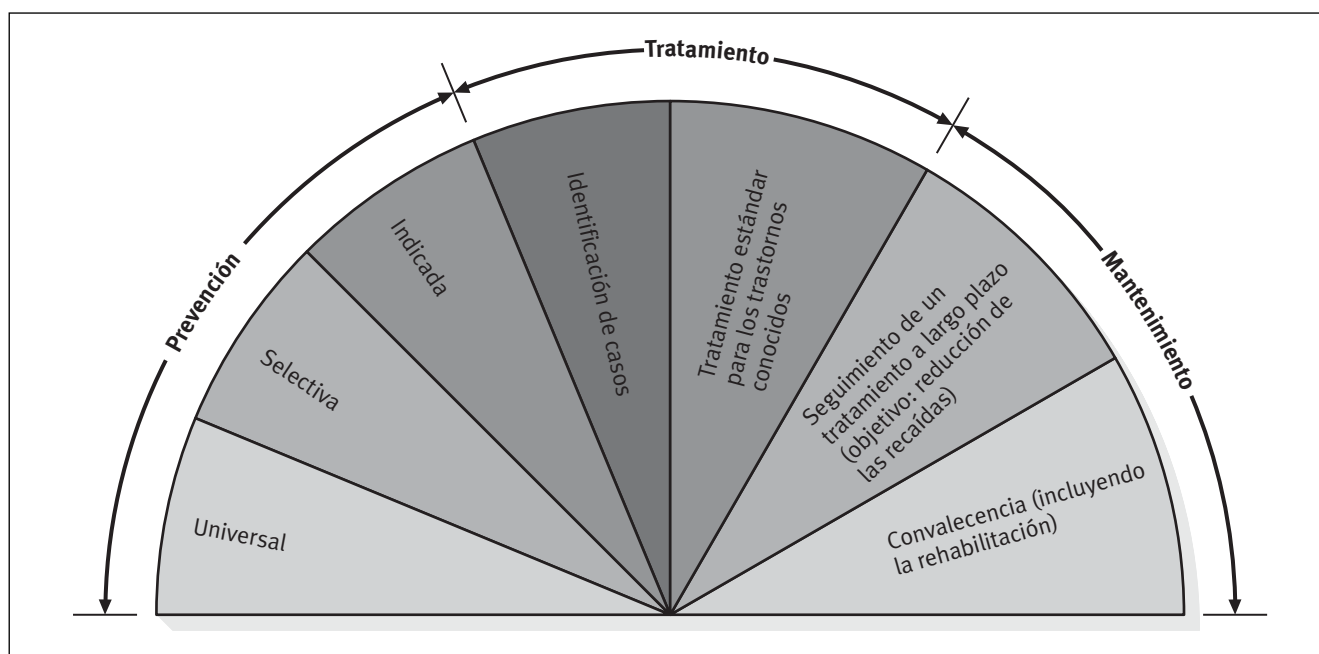 Prevención
Tratamiento
Mantenimiento
Universal
Selectiva
Indicada
Identificación de casos
Tratamiento estándar
para los trastornos
conocidos
Seguimiento de un
tratamiento a largo plazo
(objetivo: reducción de
las recaídas)
Convalecencia (incluyendo
la rehabilitación)